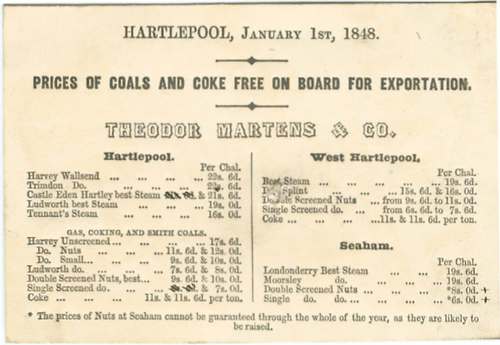 HARTLEPOOL, JANUARY 1ST, 1848.
PRICES OF COALS AND COKE FREE ON BOARD FOR EXPORTATION.
THEODOR MARTENS & CO.
Hartlepool.
Per Chal.
Harvey Wallsend ... ... ... 22s. 6d.
Trimdon Do. ... ... ... 6d.
Castle Eden Hartley best Steam & 21s. 6d.
Ludworth best Steam ... ... ... 19s. 0d.
Tennant's Steam ... ... ... 16s. 0d.
GAS, COKING, AND SMITH COALS.
Harvey Unscreened ... ... ... 17s. 6d.
Do. Nuts ... ... 11s. 6d. & 12s. 0d.
Do. Small ... ... 9s. 6d. & 10s. 0d.
Ludworth do. ... ... 7s. 6d. & 8s. 0d.
Double Screened Nuts, best... 9s. 6d. & 10s. 0d.
Single Screened do. ... & 7s. 0d.
Coke ... ... 11s. & 11s. 6d. per ton.
West Hartlepool.
Per Chal.
Best Steam ... ... ... ... 19s. 6d.
Splint ... ... 15s. 6d. & 16s. 0d.
Double Screened Nuts ... from 9s. 6d. to 11s. 0d.
Single Screened do. ... from 6s. 6d. to 7s. 6d.
Coke ... ... ... 11s. & 11s. 6d. per ton.
Seaham.
Per Chal.
Londonderry Best Steam ... ... 19s. 6d.
Moorsley do. ... ... 19s. 6d.
Double Screened Nuts ... ... *8s. 0d. *+
Single do. do. ... ... *6s. 0d. *+
* The prices of Nuts at Seaham cannot be guaranteed through the whole of the year, as they are likely to
be raised.